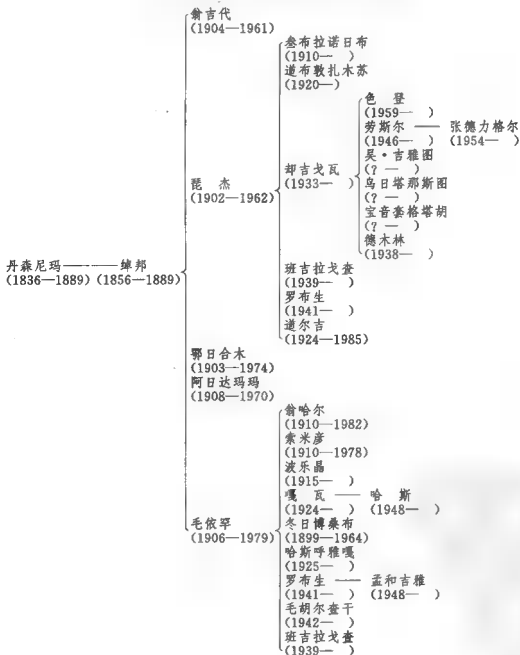 翁吉代
(1904—1961)
叁布拉诺日布
(1910— )
道布敦扎木苏
(1920—)
色 登
(1959— )
劳斯尔 —— 张德力格尔
(1946— ) (1954— )
吴·吉雅图
(？— )
琶 杰
却吉戈瓦
乌日塔那斯图
(1902—1962)
(1933— )
(？— )
宝音套格塔胡
(？— )
德木林
(1938— )
丹森尼玛———绰邦
(1836—1889) (1856—1889)
班吉拉戈查
(1939— )
罗布生
(1941— )
道尔吉
(1924—1985)
鄂日合木
(1903—1974)
阿日达玛玛
(1908—1970)
翁哈尔
(1910—1982)
索米彦
(1910—1978)
波乐晶
(1915— )
嘎 瓦 —— 哈 斯
(1924— ) (1948— )
毛依罕
冬日博桑布
(1906—1979)
(1899—1964)
哈斯呼雅嘎
(1925— )
罗布生 —— 孟和吉雅
(1941— ) (1948— )
毛胡尔查干
(1942— )
班吉拉戈查
(1939— )